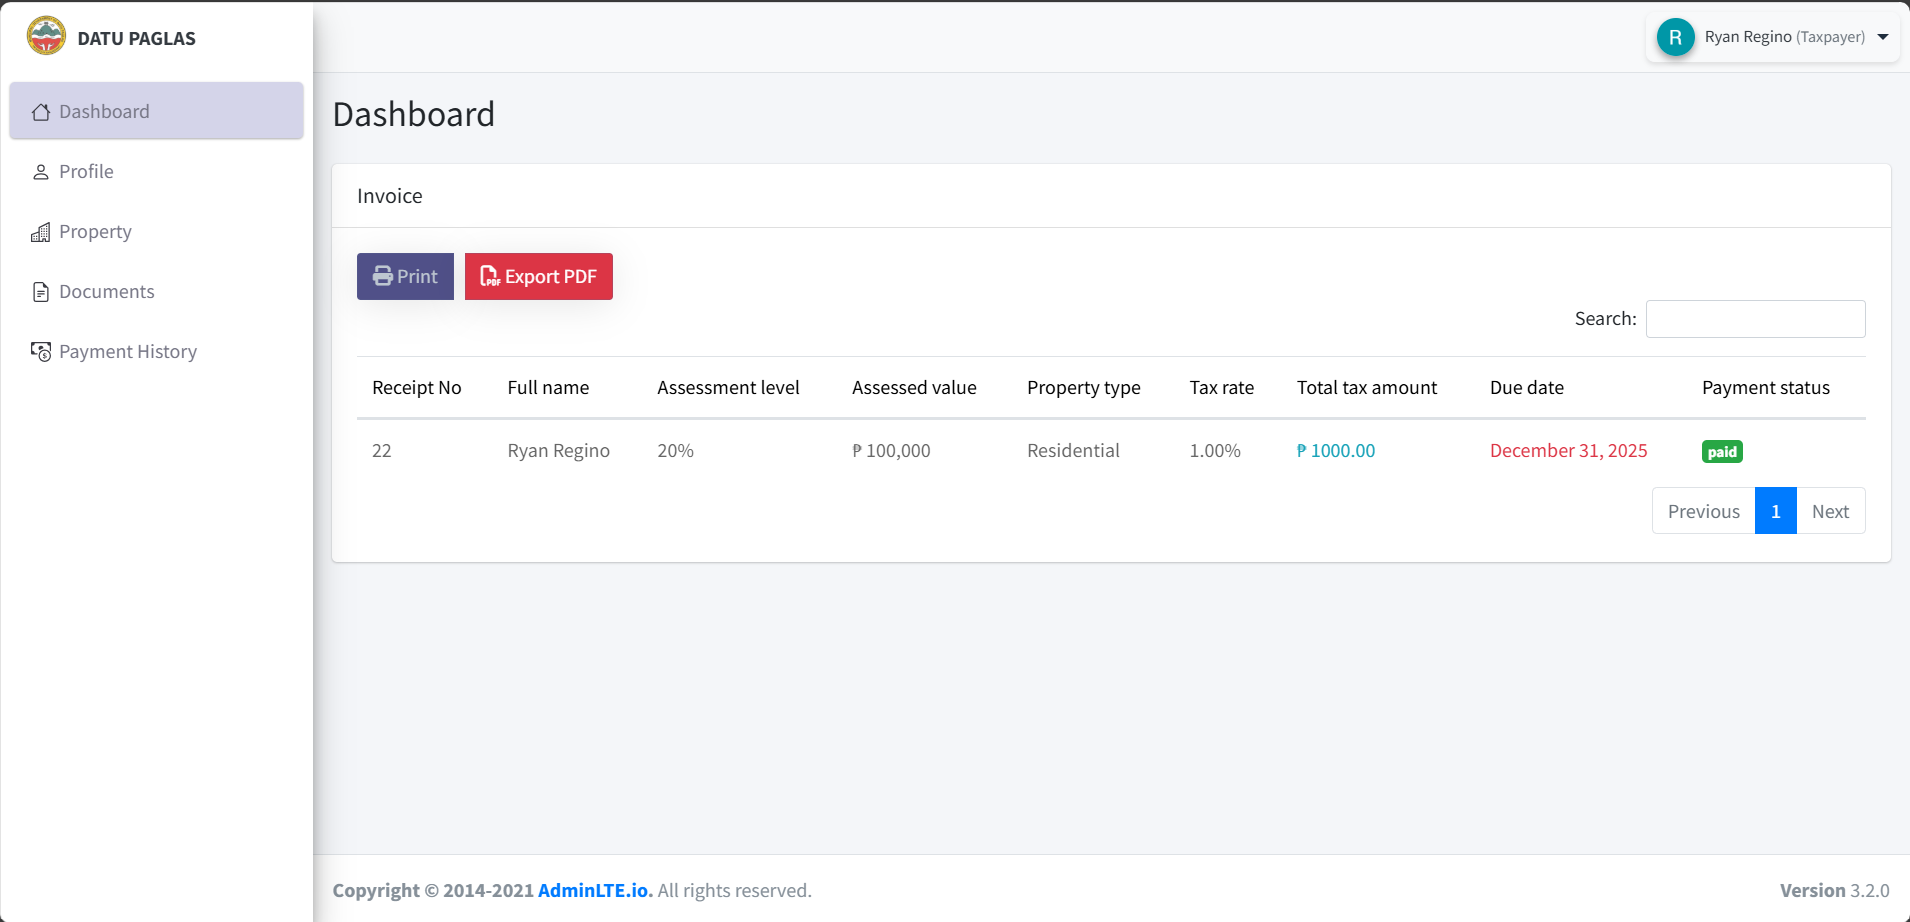 DATU PAGLAS
Ryan Regino (Taxpayer)
R
Dashboard
Profile
Property
Documents
Payment History
Dashboard
Invoice
Print
PDF Export PDF
Search:
Receipt No Full name Assessment level Assessed value Property type Tax rate Total tax amount Due date Payment status
22 Ryan Regino 20% ₱ 100,000 Residential 1.00% ₱ 1000.00 December 31, 2025 paid
Previous 1 Next
Copyright © 2014-2021 AdminLTE.io. All rights reserved.
Version 3.2.0